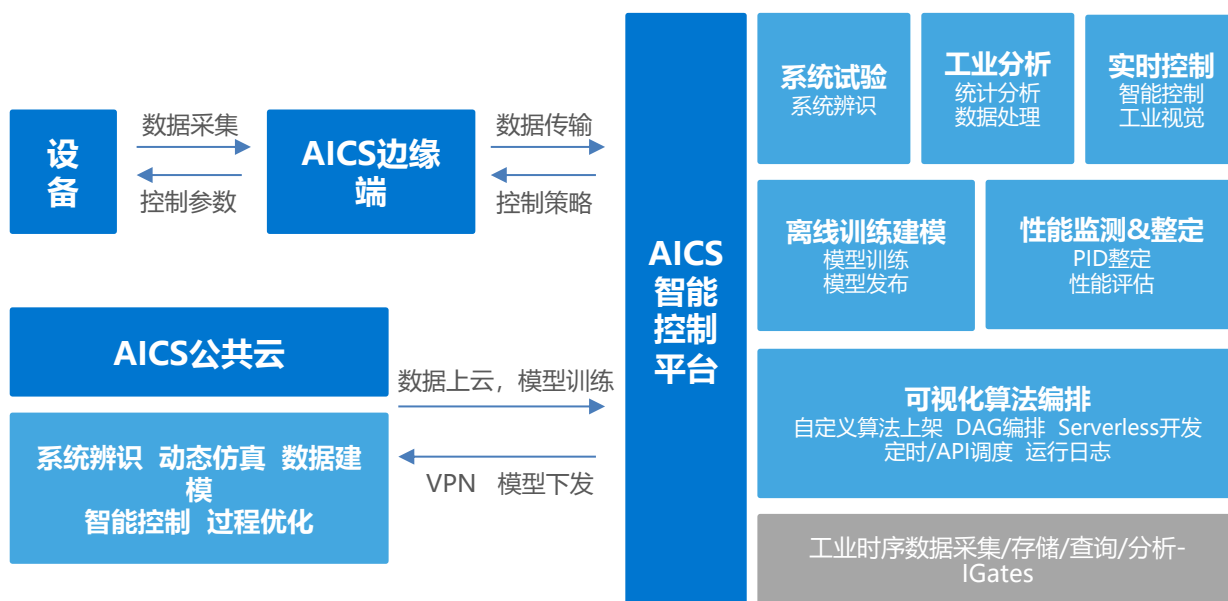 设
备
数据采集
控制参数
AICS边缘
端
数据传输
控制策略
AICS公共云
系统辨识 动态仿真 数据建
模
智能控制 过程优化
数据上云，模型训练
VPN 模型下发
AICS
智能
控制
平台
系统试验
系统辨识
工业分析
统计分析
数据处理
实时控制
智能控制
工业视觉
离线训练建模
模型训练
模型发布
性能监测&整定
PID整定
性能评估
可视化算法编排
自定义算法上架 DAG编排 Serverless开发
定时/API调度 运行日志
工业时序数据采集/存储/查询/分析-
IGates